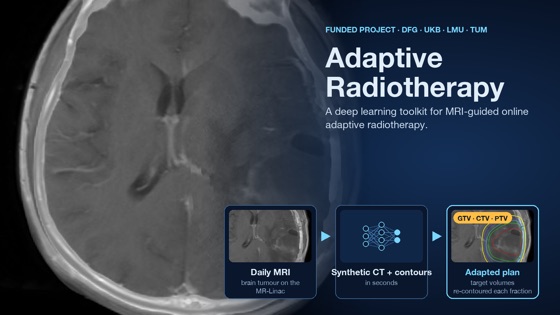 FUNDED PROJECT · DFG · UKB · LMU · TUM
Adaptive
Radiotherapy
A deep learning toolkit for MRI-guided online
adaptive radiotherapy.
Daily MRI
brain tumour on the
MR-Linac
Synthetic CT + contours
in seconds
GTV · CTV · PTV
Adapted plan
target volumes
re-contoured each fraction